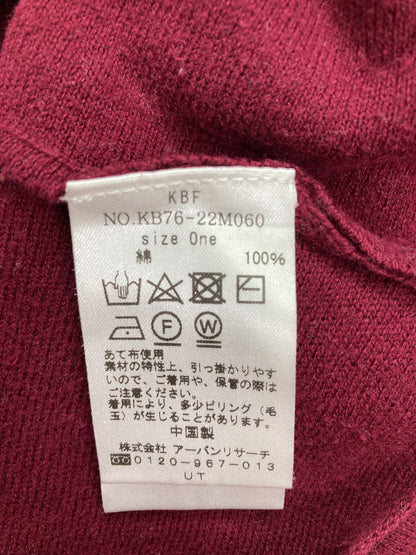 KBF
NO.KB76-22M060
size One
綿 100%
F W
あて布使用
素材の特性上、引っ掛かりやす
いので、ご着用や、保管の際は
ご注意ください。
着用により、多少ピリング（毛
玉）が生じることがあります。
中国製
株式会社 アーバンリサーチ
0120-967-013
UT